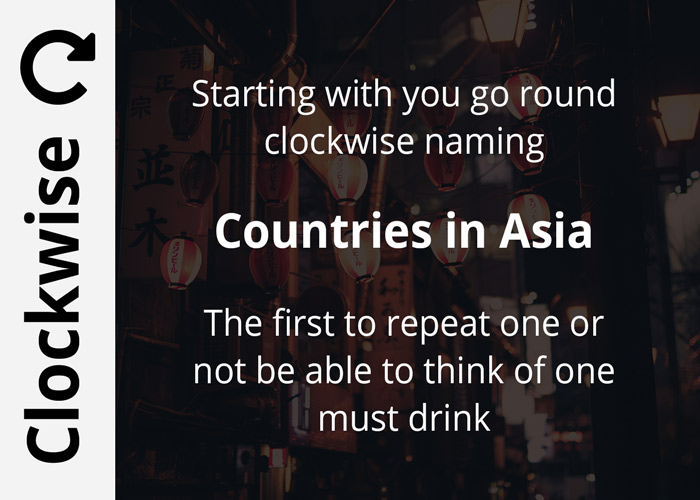 Clockwise
Starting with you go round
clockwise naming
Countries in Asia
The first to repeat one or
not be able to think of one
must drink